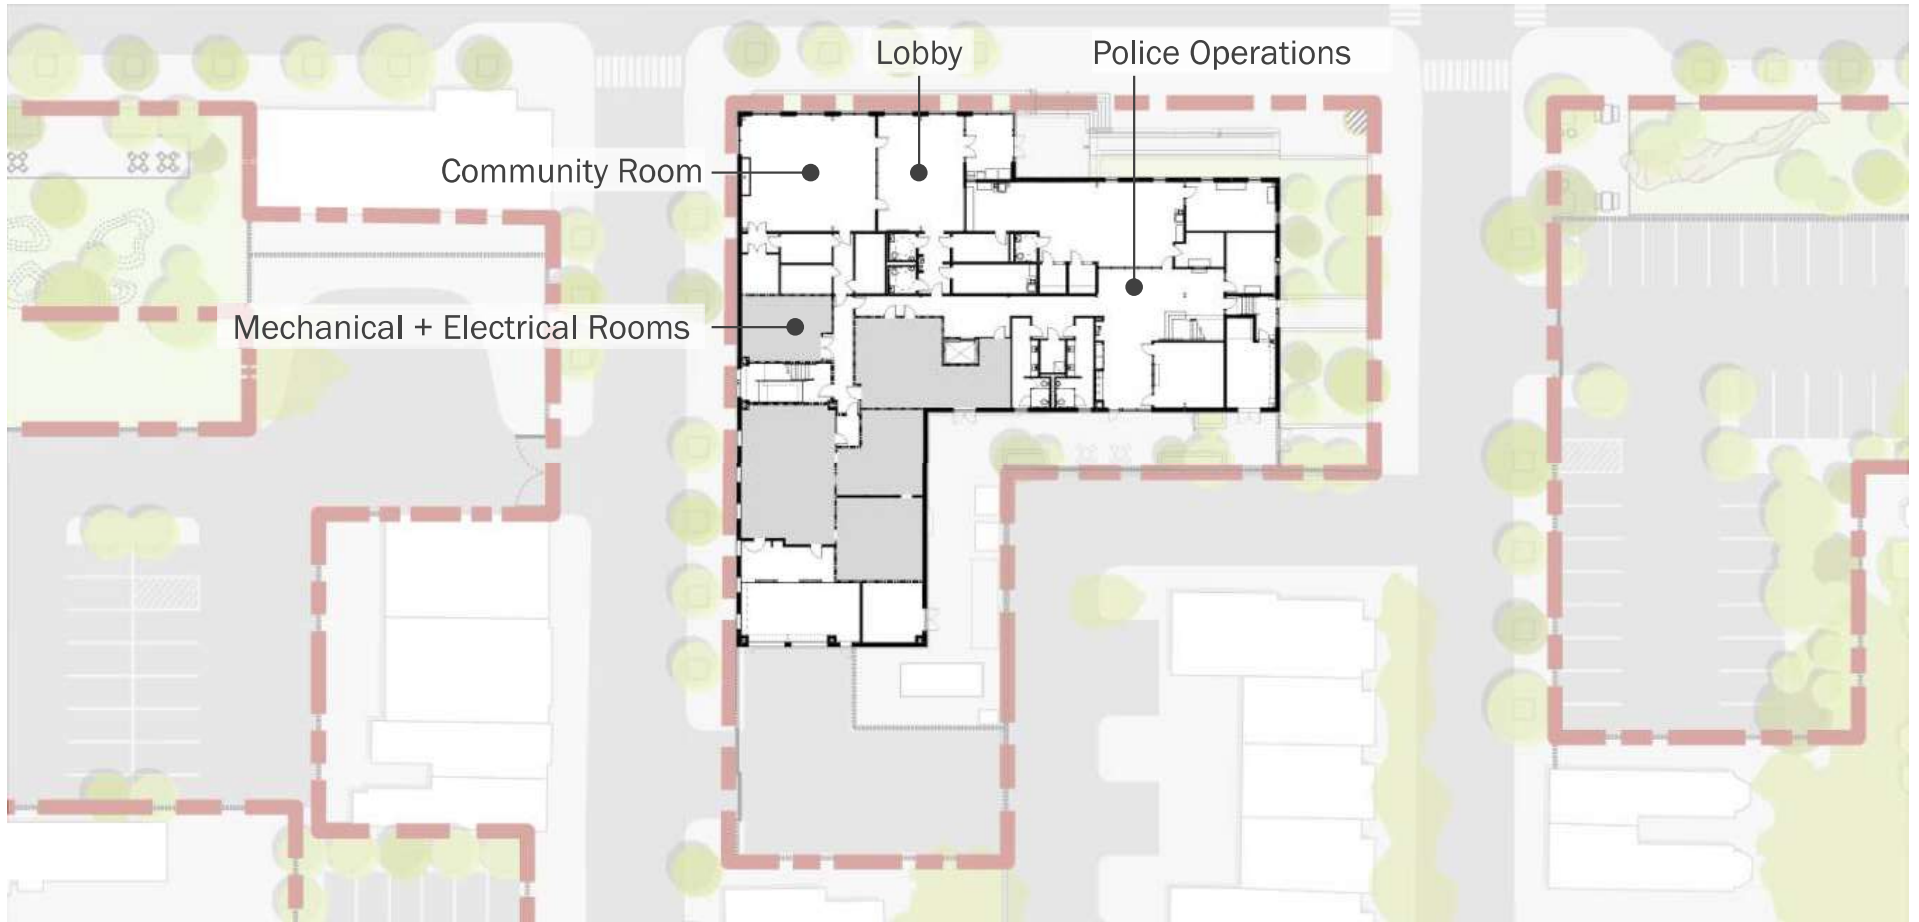 Lobby
Police Operations
Community Room
Mechanical + Electrical Rooms